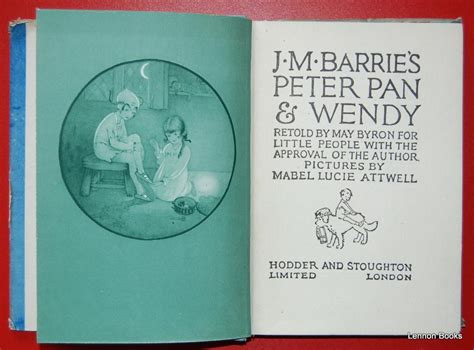 J·M·BARRIE'S
PETER PAN
& WENDY
RETOLD BY MAY BYRON FOR
LITTLE PEOPLE WITH THE
APPROVAL OF THE AUTHOR
PICTURES BY
MABEL LUCIE ATTWELL
HODDER AND STOUGHTON
LIMITED LONDON
Lennon Books